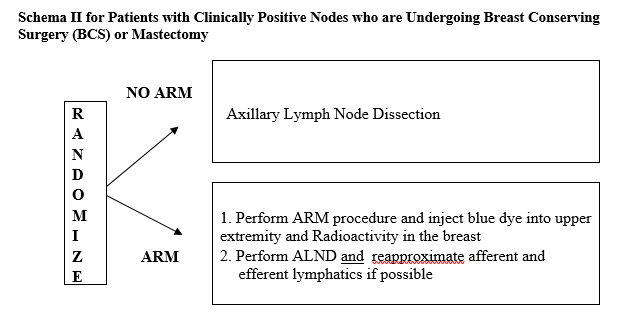 Schema II for Patients with Clinically Positive Nodes who are Undergoing Breast Conserving
Surgery (BCS) or Mastectomy
NO ARM
R
A
N
D
O
M
I
Z
E
Axillary Lymph Node Dissection
ARM
1. Perform ARM procedure and inject blue dye into upper
extremity and Radioactivity in the breast
2. Perform ALND and reapproximate afferent and
efferent lymphatics if possible